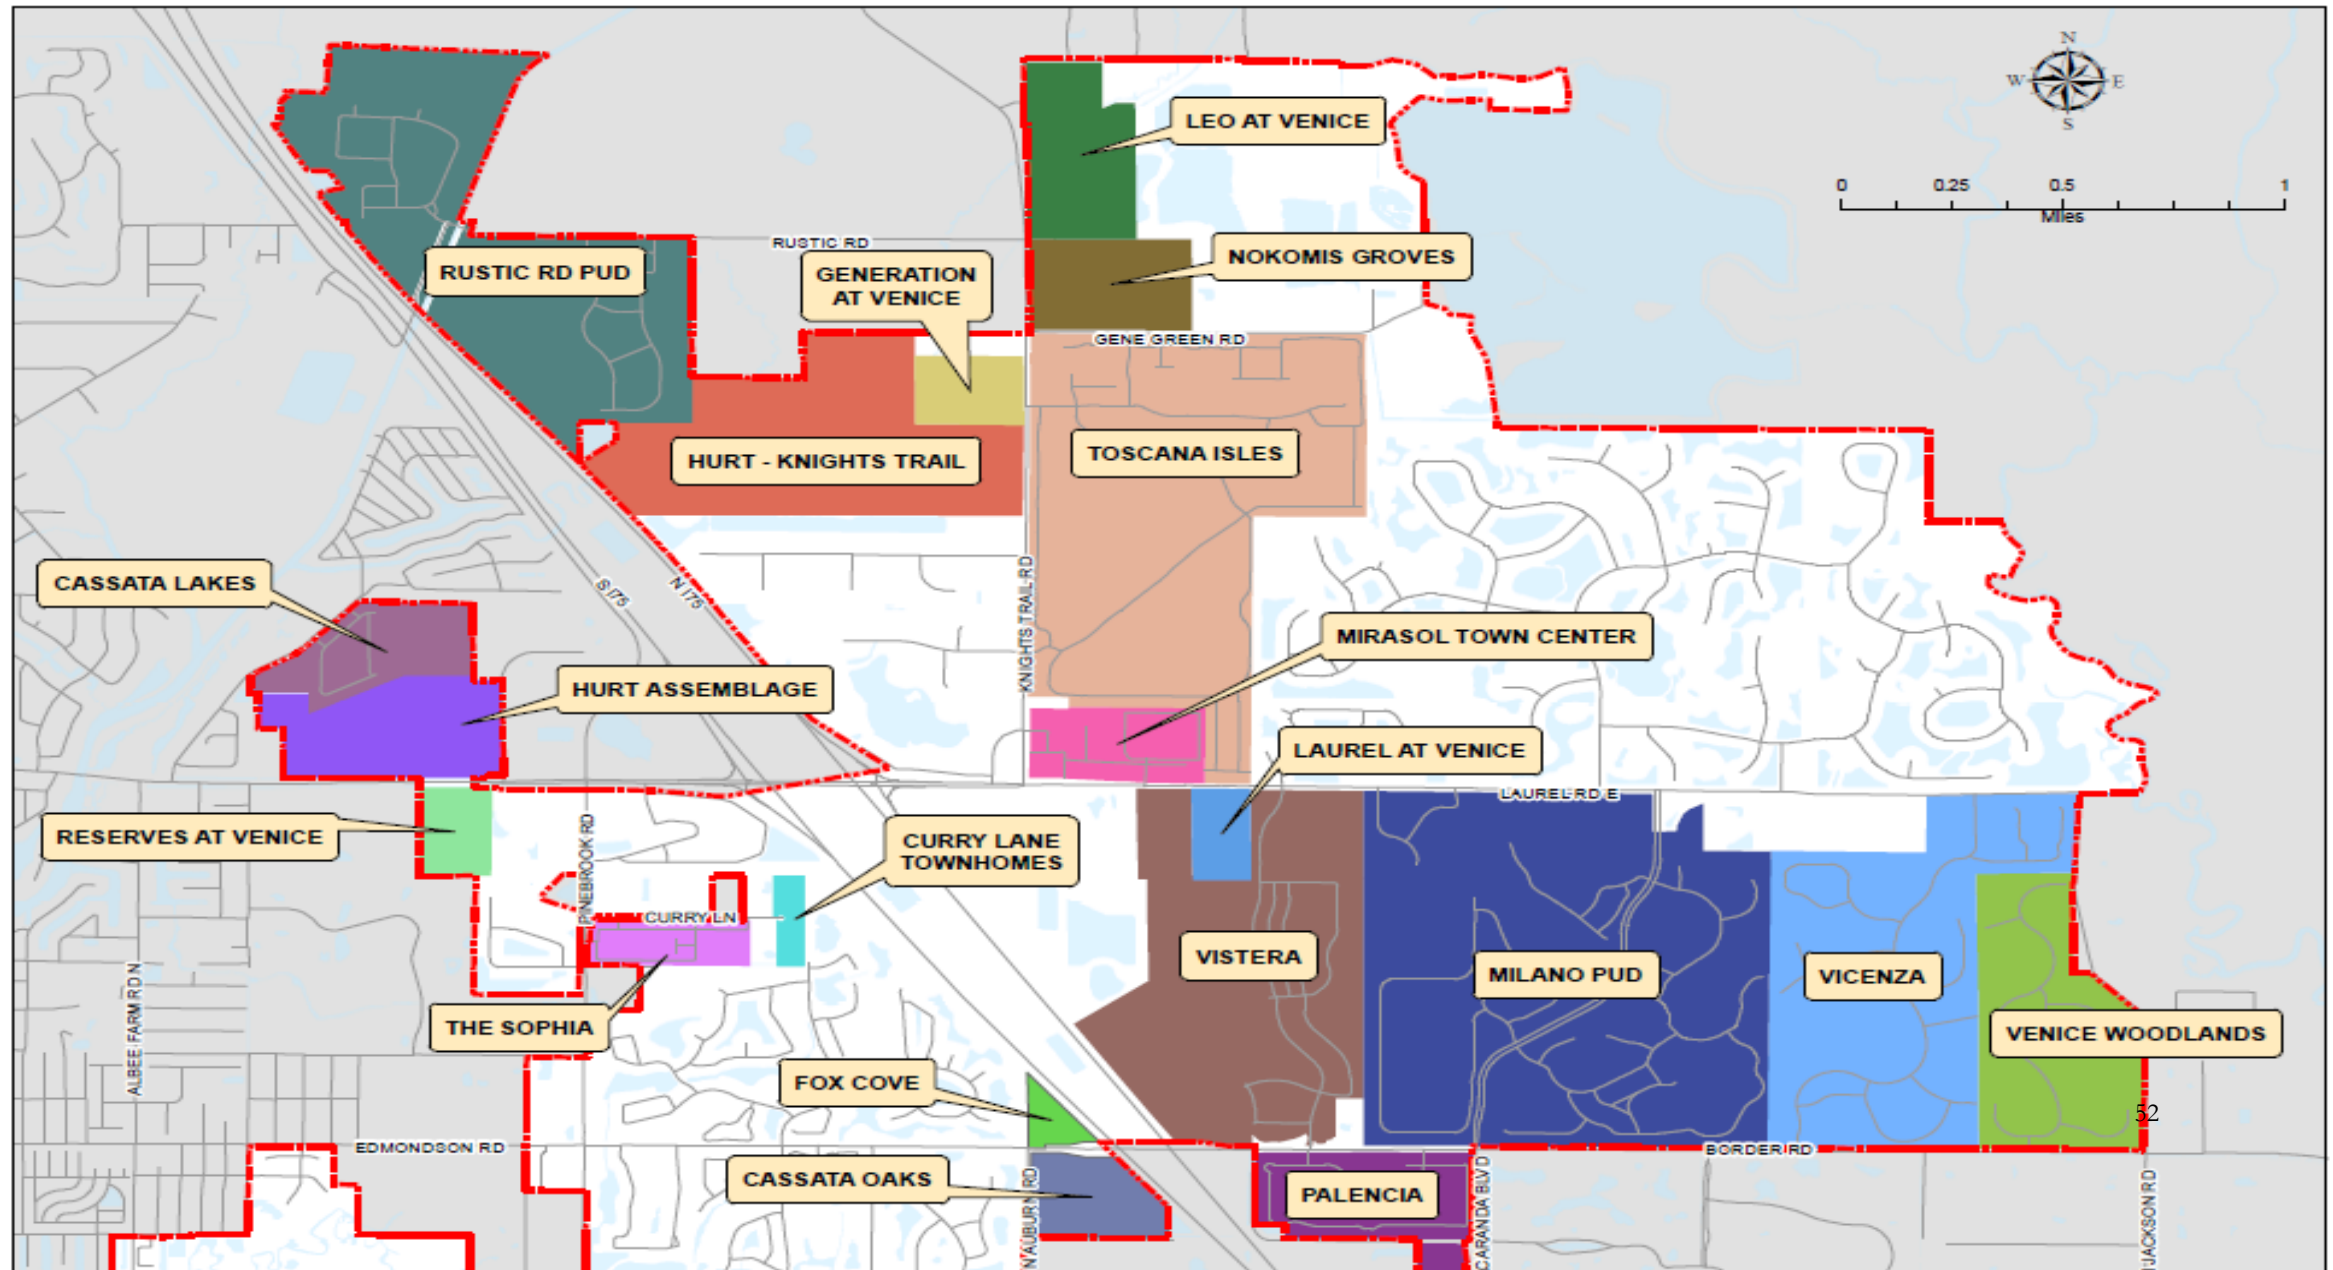 N
W E
S
LEO AT VENICE
0 0.25 0.5 1
Miles
RUSTIC RD
NOKOMIS GROVES
RUSTIC RD PUD
GENERATION
AT VENICE
GENE GREEN RD
HURT - KNIGHTS TRAIL
TOSCANA ISLES
CASSATA LAKES
S I75
N I75
KNIGHTS TRAIL RD
MIRASOL TOWN CENTER
HURT ASSEMBLAGE
LAUREL AT VENICE
LAUREL RD E
RESERVES AT VENICE
PINEBROOK RD
CURRY LANE
TOWNHOMES
CURRY LN
VISTERA
MILANO PUD
VICENZA
ALBEE FARM RD N
THE SOPHIA
VENICE WOODLANDS
FOX COVE
52
EDMONDSON RD
BORDER RD
CASSATA OAKS
N AUBURN RD
PALENCIA
CARANDA BLVD
JACKSON RD